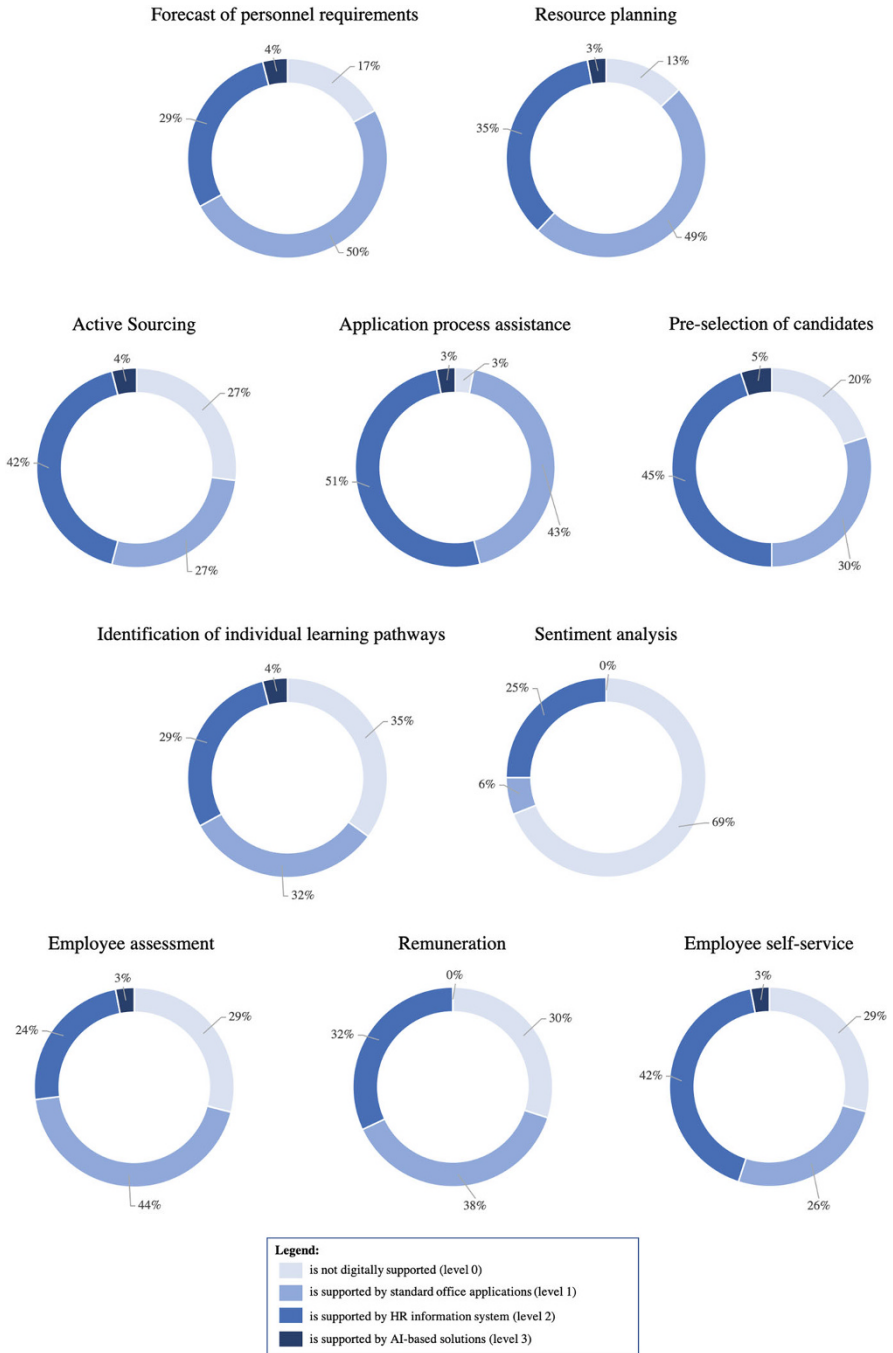 Forecast of personnel requirements
4%
17%
29%
50%
Resource planning
3%
13%
35%
49%
Active Sourcing
4%
27%
42%
27%
Application process assistance
3%
3%
51%
43%
Pre-selection of candidates
5%
20%
45%
30%
Identification of individual learning pathways
4%
35%
29%
32%
Sentiment analysis
0%
25%
6%
69%
Employee assessment
3%
29%
24%
44%
Remuneration
0%
30%
32%
38%
Employee self-service
3%
29%
42%
26%
Legend:
is not digitally supported (level 0)
is supported by standard office applications (level 1)
is supported by HR information system (level 2)
is supported by AI-based solutions (level 3)